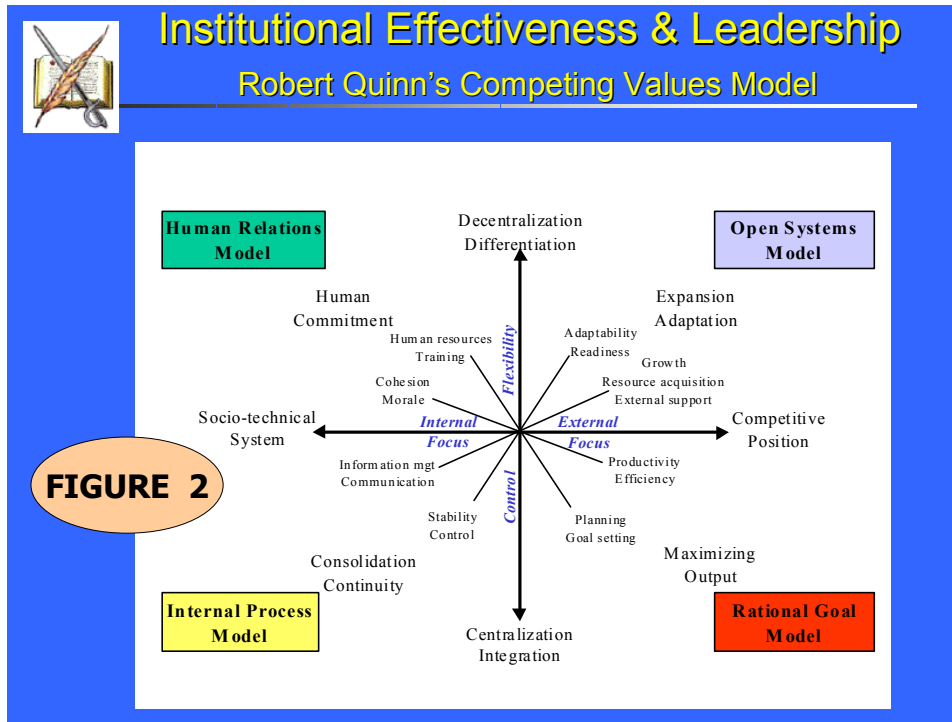 Institutional Effectiveness & Leadership
Robert Quinn's Competing Values Model
Human Relations
Model
Decentralization
Differentiation
Open Systems
Model
Human
Commitment
Expansion
Adaptation
Human resources
Training
Flexibility
Adaptability
Readiness
Cohesion
Morale
Growth
Resource acquisition
External support
Socio-technical
System
Internal
Focus
External
Focus
Competitive
Position
FIGURE 2
Information mgt
Communication
Productivity
Efficiency
Stability
Control
Control
Planning
Goal setting
Consolidation
Continuity
Maximizing
Output
Internal Process
Model
Centralization
Integration
Rational Goal
Model